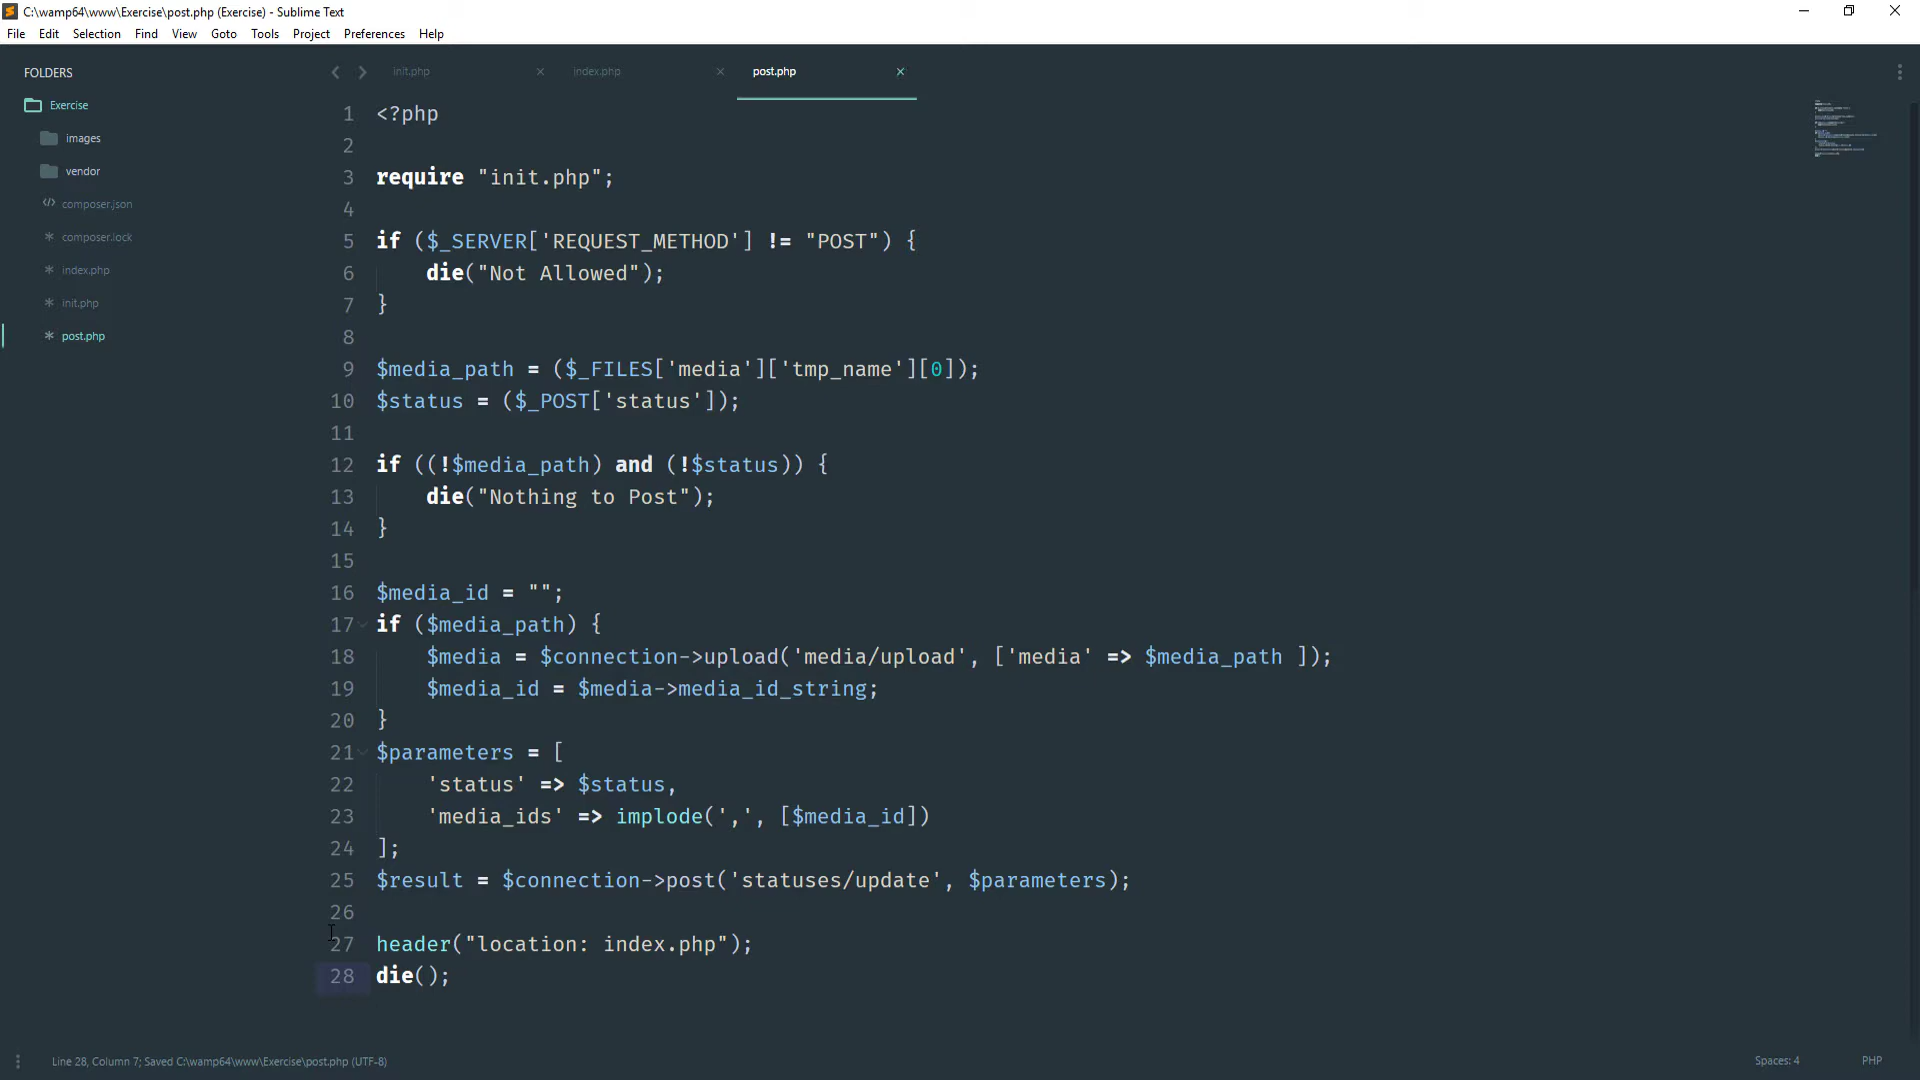 C:\wamp64\www\Exercise\post.php (Exercise) - Sublime Text
File Edit Selection Find View Goto Tools Project Preferences Help
FOLDERS
Exercise
images
vendor
composer.json
composer.lock
index.php
init.php
post.php
init.php index.php post.php
1 <?php
2
3 require "init.php";
4
5 if ($_SERVER['REQUEST_METHOD'] != "POST") {
6     die("Not Allowed");
7 }
8
9 $media_path = ($_FILES['media']['tmp_name'][0]);
10 $status = ($_POST['status']);
11
12 if ((!$media_path) and (!$status)) {
13     die("Nothing to Post");
14 }
15
16 $media_id = "";
17 if ($media_path) {
18     $media = $connection->upload('media/upload', ['media' => $media_path ]);
19     $media_id = $media->media_id_string;
20 }
21 $parameters = [
22     'status' => $status,
23     'media_ids' => implode(',', [$media_id])
24 ];
25 $result = $connection->post('statuses/update', $parameters);
26
27 header("location: index.php");
28 die();
Line 28, Column 7; Saved C:\wamp64\www\Exercise\post.php (UTF-8)
Spaces: 4 PHP